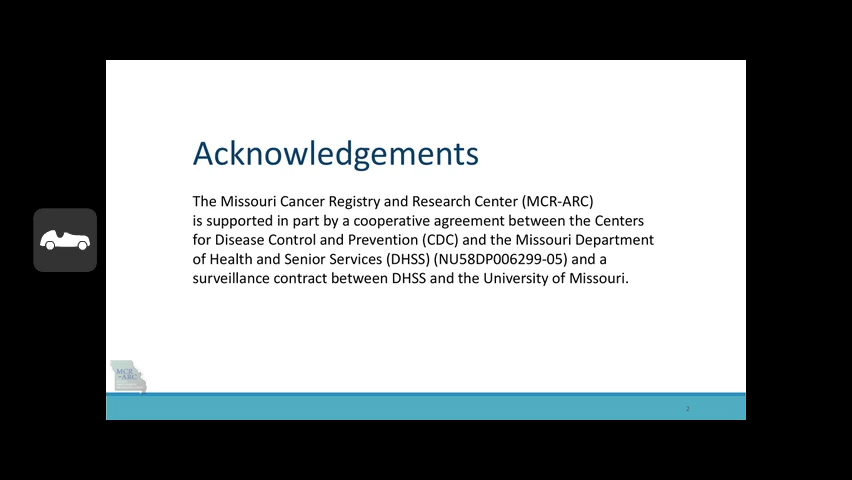 Acknowledgements
The Missouri Cancer Registry and Research Center (MCR-ARC)
is supported in part by a cooperative agreement between the Centers
for Disease Control and Prevention (CDC) and the Missouri Department
of Health and Senior Services (DHSS) (NU58DP006299-05) and a
surveillance contract between DHSS and the University of Missouri.
MCR
-ARC
2